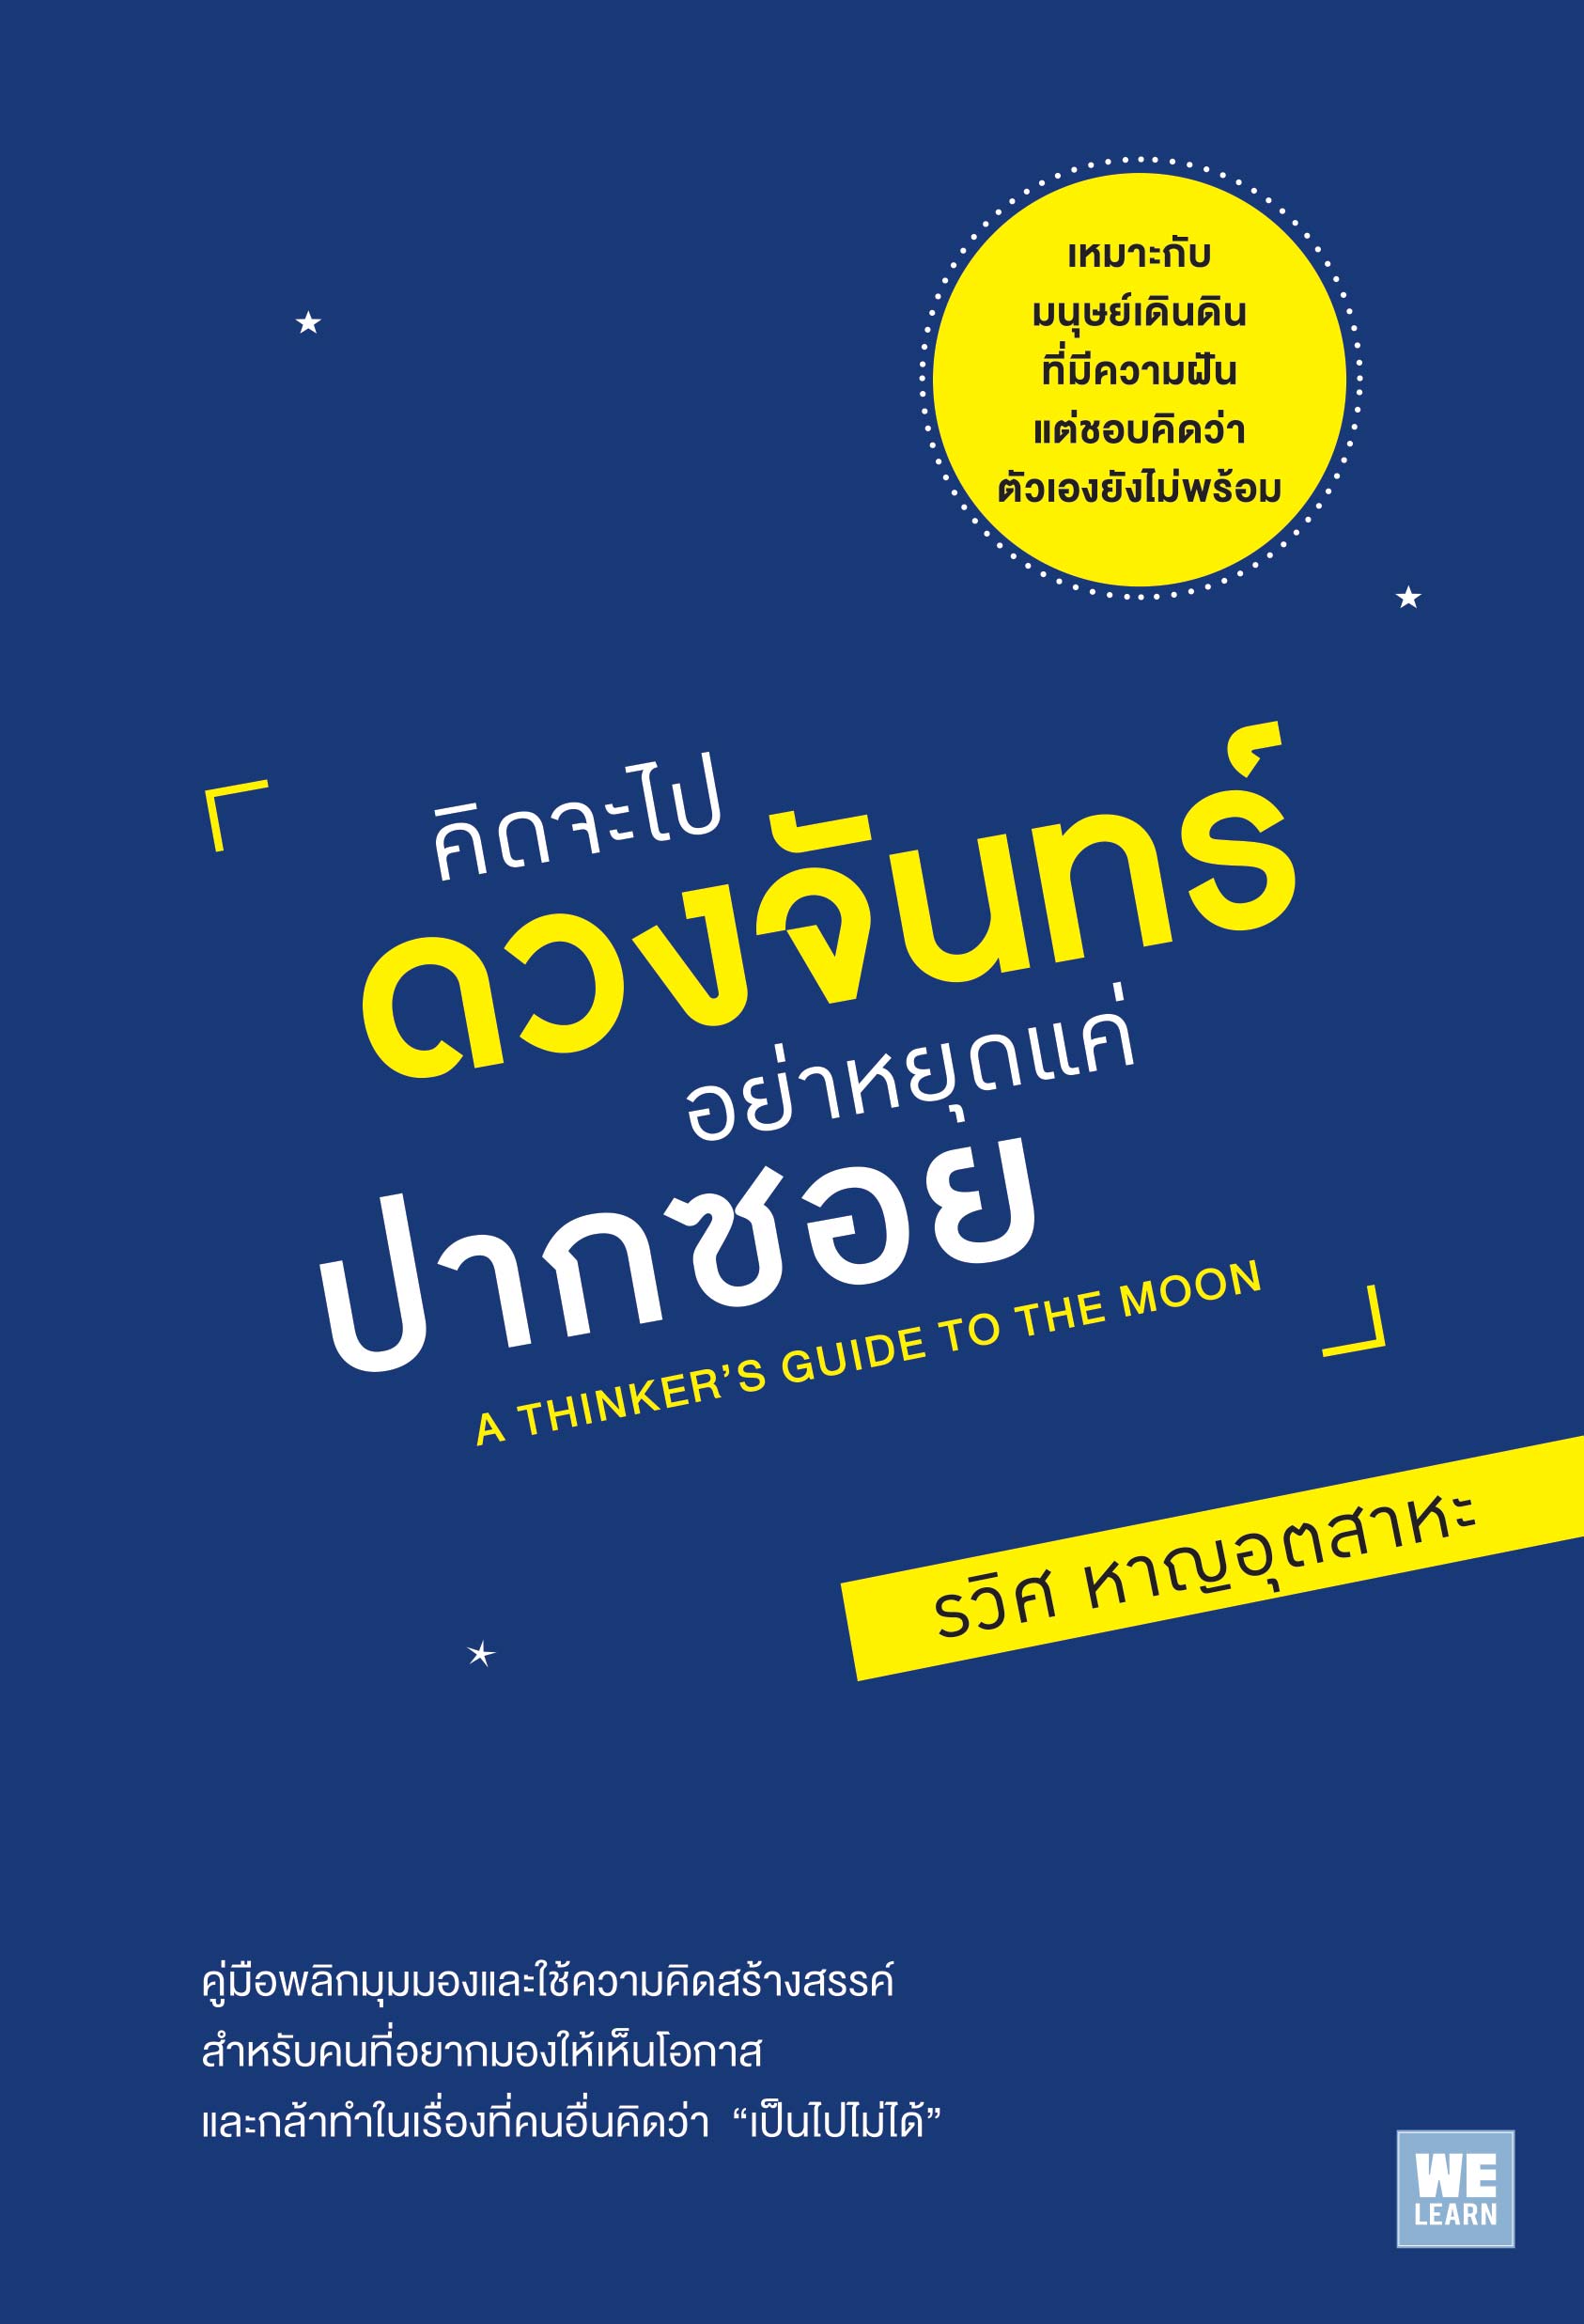 เหมาะกับ
มนุษย์เดินดิน
ที่มีความฝัน
แต่ชอบคิดว่า
ตัวเองยังไม่พร้อม
คิดจะไป
ดวงจันทร์
อย่าหยุดแค่
ปากซอย
A THINKER’S GUIDE TO THE MOON
รวิศ หาญอุตสาหะ
คู่มือพลิกมุมมองและใช้ความคิดสร้างสรรค์
สำหรับคนที่อยากมองให้เห็นโอกาส
และกล้าทำในเรื่องที่คนอื่นคิดว่า “เป็นไปไม่ได้”
WE
LEARN